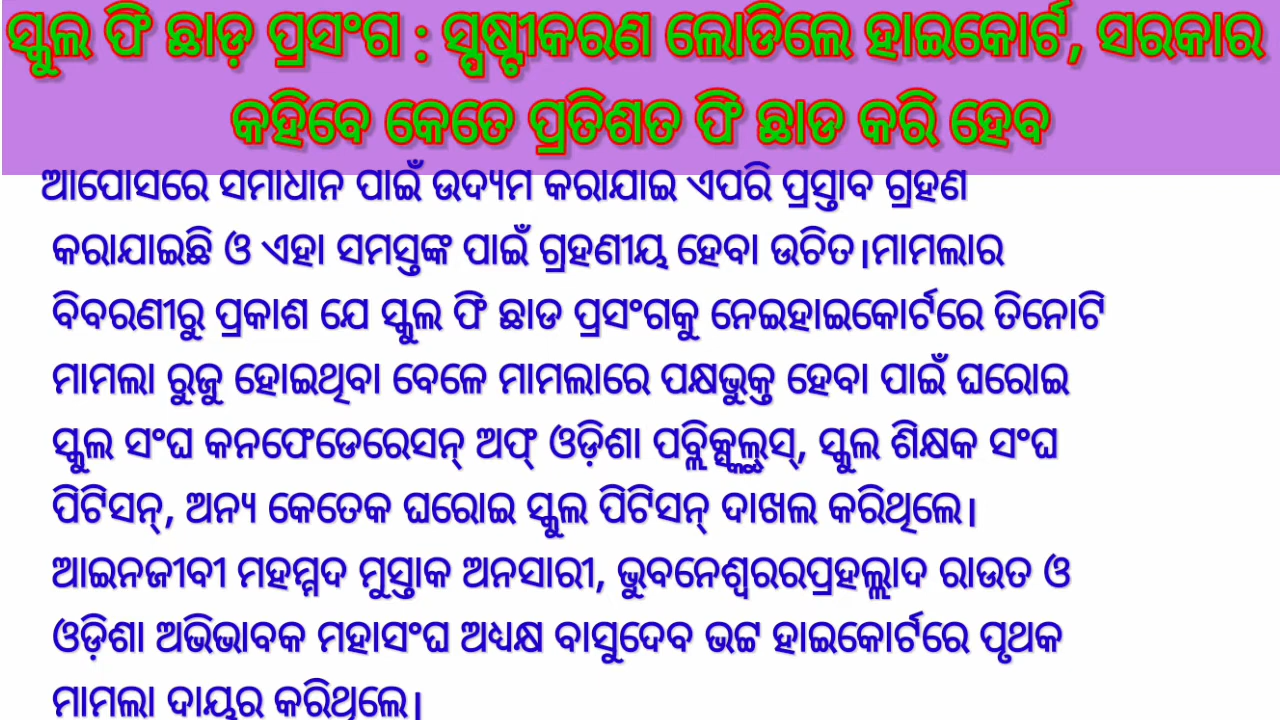 ସ୍କୁଲ ଫି ଛାଡ଼ ପ୍ରସଂଗ : ସ୍ପଷ୍ଟୀକରଣ ଲୋଡିଲେ ହାଇକୋର୍ଟ, ସରକାର
କହିବେ କେତେ ପ୍ରତିଶତ ଫି ଛାଡ କରି ହେବ
ଆପୋସରେ ସମାଧାନ ପାଇଁ ଉଦ୍ୟମ କରାଯାଇ ଏପରି ପ୍ରସ୍ତାବ ଗ୍ରହଣ
କରାଯାଇଛି ଓ ଏହା ସମସ୍ତଙ୍କ ପାଇଁ ଗ୍ରହଣୀୟ ହେବା ଉଚିତ।ମାମଲାର
ବିବରଣୀରୁ ପ୍ରକାଶ ଯେ ସ୍କୁଲ ଫି ଛାଡ ପ୍ରସଂଗକୁ ନେଇହାଇକୋର୍ଟରେ ତିନୋଟି
ମାମଲା ରୁଜୁ ହୋଇଥିବା ବେଳେ ମାମଲାରେ ପକ୍ଷଭୁକ୍ତ ହେବା ପାଇଁ ଘରୋଇ
ସ୍କୁଲ ସଂଘ କନଫେଡେରେସନ୍ ଅଫ୍ ଓଡ଼ିଶା ସ୍କୁଲ ଶିକ୍ଷକ ସଂଘ
ପିଟିସନ୍, ଅନ୍ୟ କେତେକ ଘରୋଇ ସ୍କୁଲ ପିଟିସନ୍ ଦାଖଲ କରିଥିଲେ।
ଆଇନଜୀବୀ ମହମ୍ମଦ ମୁସ୍ତାକ ଅନସାରୀ, ଭୁବନେଶ୍ୱରରପ୍ରହଲ୍ଲାଦ ରାଉତ ଓ
ଓଡ଼ିଶା ଅଭିଭାବକ ମହାସଂଘ ଅଧ୍ୟକ୍ଷ ବାସୁଦେବ ଭଟ୍ଟ ହାଇକୋର୍ଟରେ ପୃଥକ
ମାମଲା ଦାୟର କରିଥିଲେ।